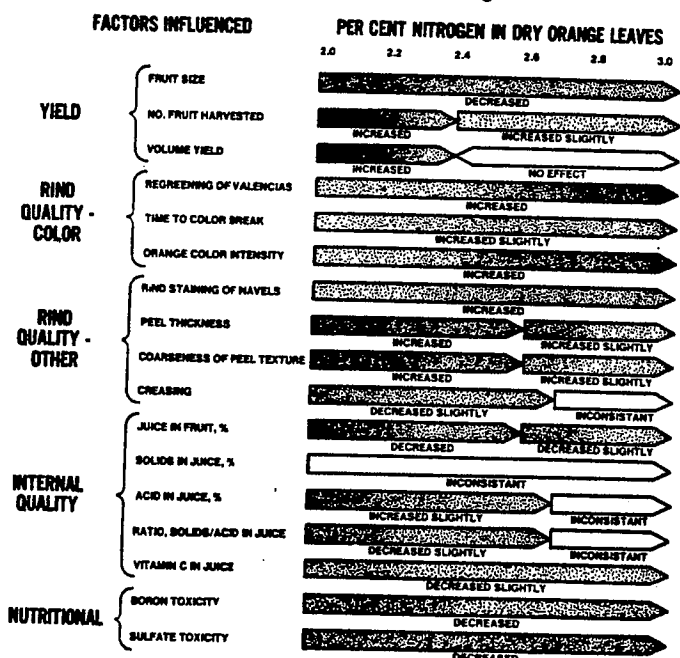 FACTORS INFLUENCED
PER CENT NITROGEN IN DRY ORANGE LEAVES
2.0 2.2 2.4 2.6 2.8 3.0
YIELD
FRUIT SIZE
DECREASED
NO. FRUIT HARVESTED
INCREASED INCREASED SLIGHTLY
VOLUME YIELD
INCREASED NO EFFECT
RIND
QUALITY -
COLOR
REGREENING OF VALENCIAS
INCREASED
TIME TO COLOR BREAK
INCREASED SLIGHTLY
ORANGE COLOR INTENSITY
INCREASED
RIND
QUALITY -
OTHER
RIND STAINING OF NAVELS
INCREASED
PEEL THICKNESS
INCREASED INCREASED SLIGHTLY
COARSENESS OF PEEL TEXTURE
INCREASED INCREASED SLIGHTLY
CREASING
DECREASED SLIGHTLY INCONSISTANT
INTERNAL
QUALITY
JUICE IN FRUIT, %
DECREASED DECREASED SLIGHTLY
SOLIDS IN JUICE, %
INCONSISTANT
ACID IN JUICE, %
INCREASED SLIGHTLY INCONSISTANT
RATIO, SOLIDS/ACID IN JUICE
DECREASED SLIGHTLY INCONSISTANT
VITAMIN C IN JUICE
DECREASED SLIGHTLY
NUTRITIONAL
BORON TOXICITY
DECREASED
SULFATE TOXICITY
DECREASED